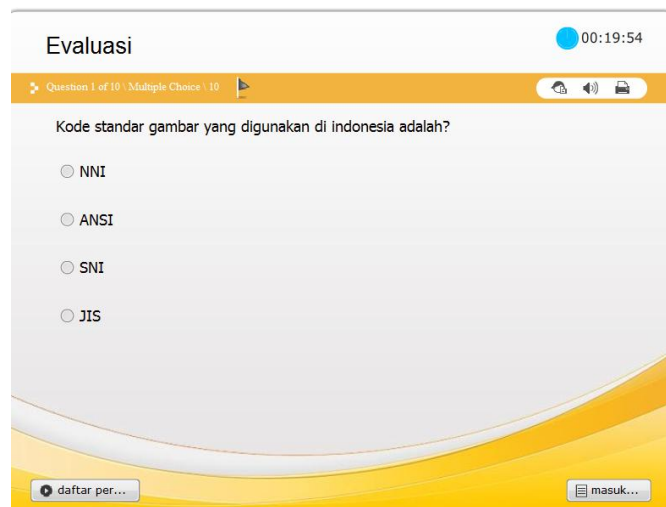 Evaluasi
00:19:54
Question 1 of 10 \ Multiple Choice \ 10
Kode standar gambar yang digunakan di indonesia adalah?
NNI
ANSI
SNI
JIS
daftar per...
masuk...